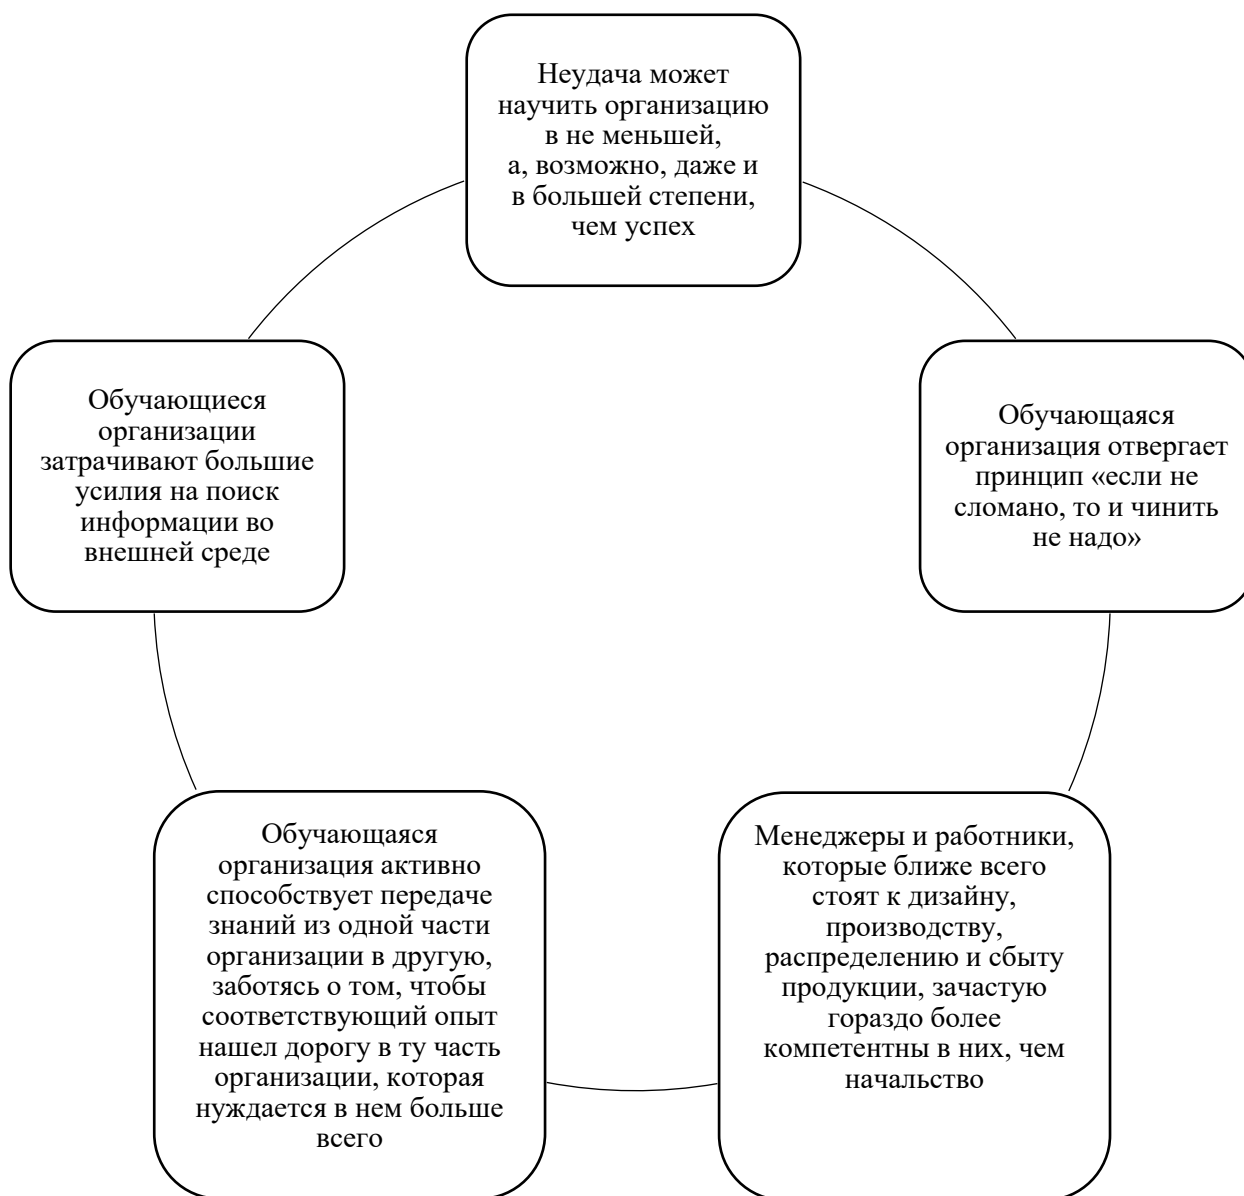 Неудача может
научить организацию
в не меньшей,
а, возможно, даже и
в большей степени,
чем успех
Обучающиеся
организации
затрачивают большие
усилия на поиск
информации во
внешней среде
Обучающаяся
организация отвергает
принцип «если не
сломано, то и чинить
не надо»
Обучающаяся
организация активно
способствует передаче
знаний из одной части
организации в другую,
заботясь о том, чтобы
соответствующий опыт
нашел дорогу в ту часть
организации, которая
нуждается в нем больше
всего
Менеджеры и работники,
которые ближе всего
стоят к дизайну,
производству,
распределению и сбыту
продукции, зачастую
гораздо более
компетентны в них, чем
начальство